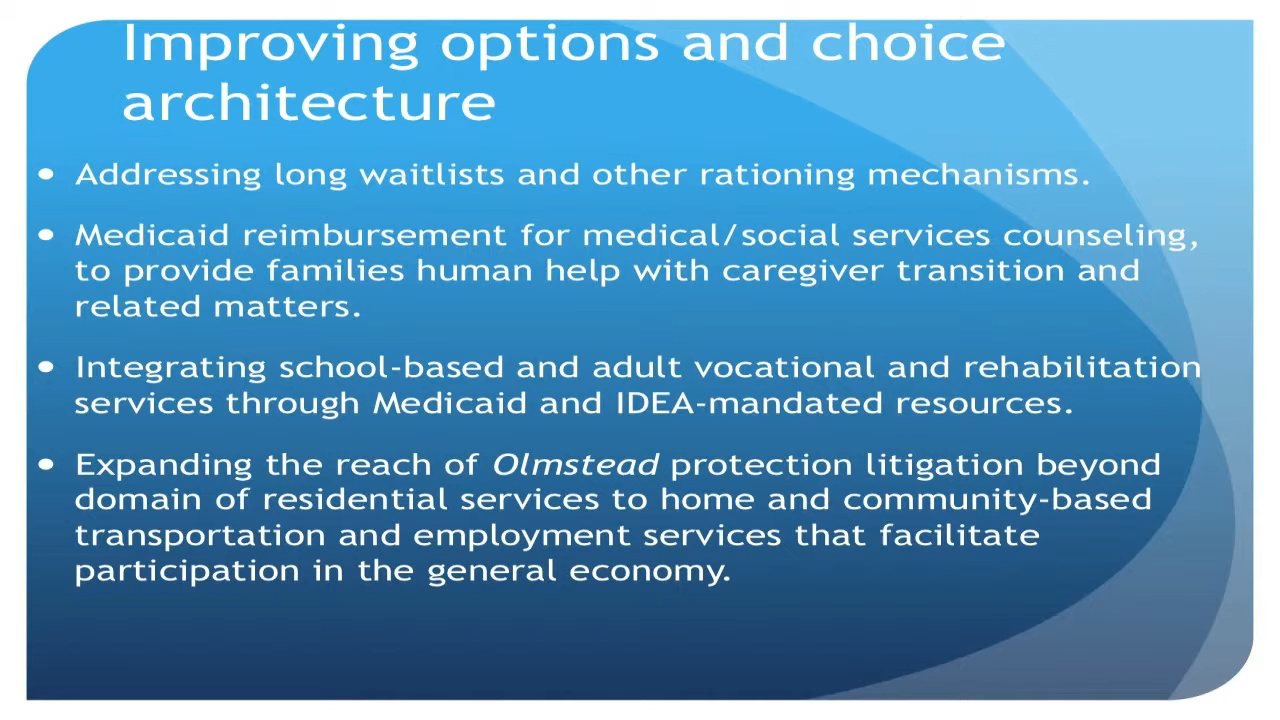 Improving options and choice
architecture
• Addressing long waitlists and other rationing mechanisms.
• Medicaid reimbursement for medical/social services counseling,
to provide families human help with caregiver transition and
related matters.
• Integrating school-based and adult vocational and rehabilitation
services through Medicaid and IDEA-mandated resources.
• Expanding the reach of Olmstead protection litigation beyond
domain of residential services to home and community-based
transportation and employment services that facilitate
participation in the general economy.